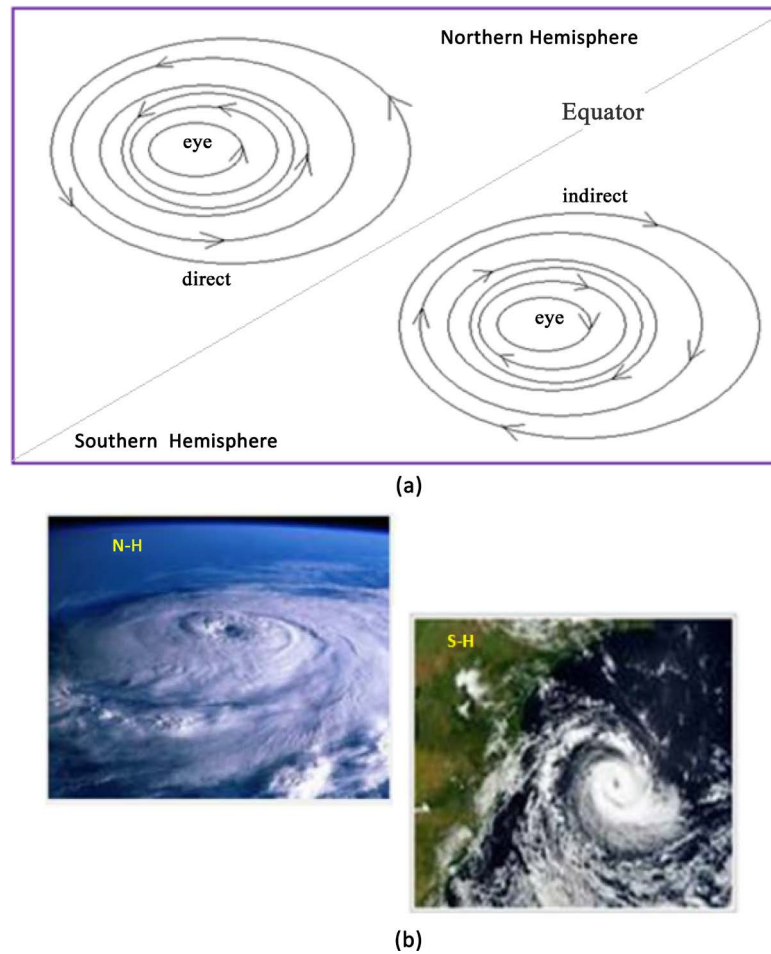 Northern Hemisphere
Equator
eye
direct
indirect
eye
Southern Hemisphere
(a)
N-H
S-H
(b)